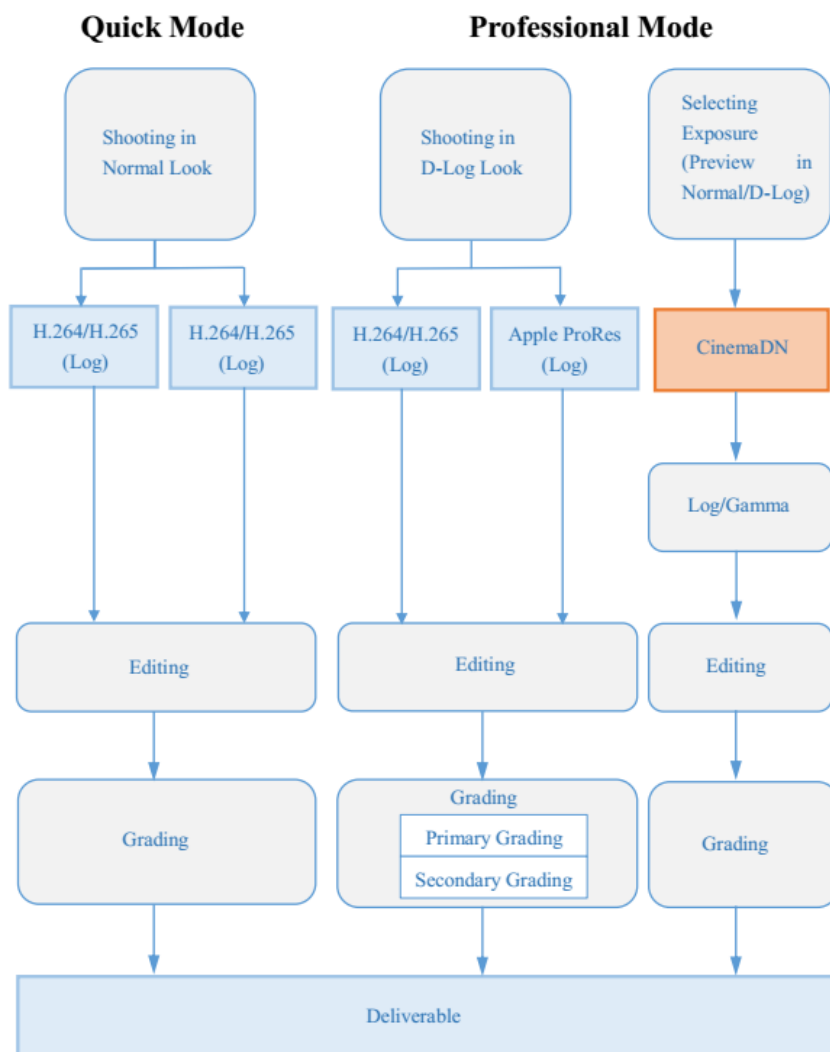 Quick Mode
Professional Mode
Shooting in
Normal Look
Shooting in
D-Log Look
Selecting
Exposure
(Preview in
Normal/D-Log)
H.264/H.265
(Log)
H.264/H.265
(Log)
H.264/H.265
(Log)
Apple ProRes
(Log)
CinemaDN
Log/Gamma
Editing
Editing
Editing
Grading
Grading
Primary Grading
Secondary Grading
Grading
Deliverable